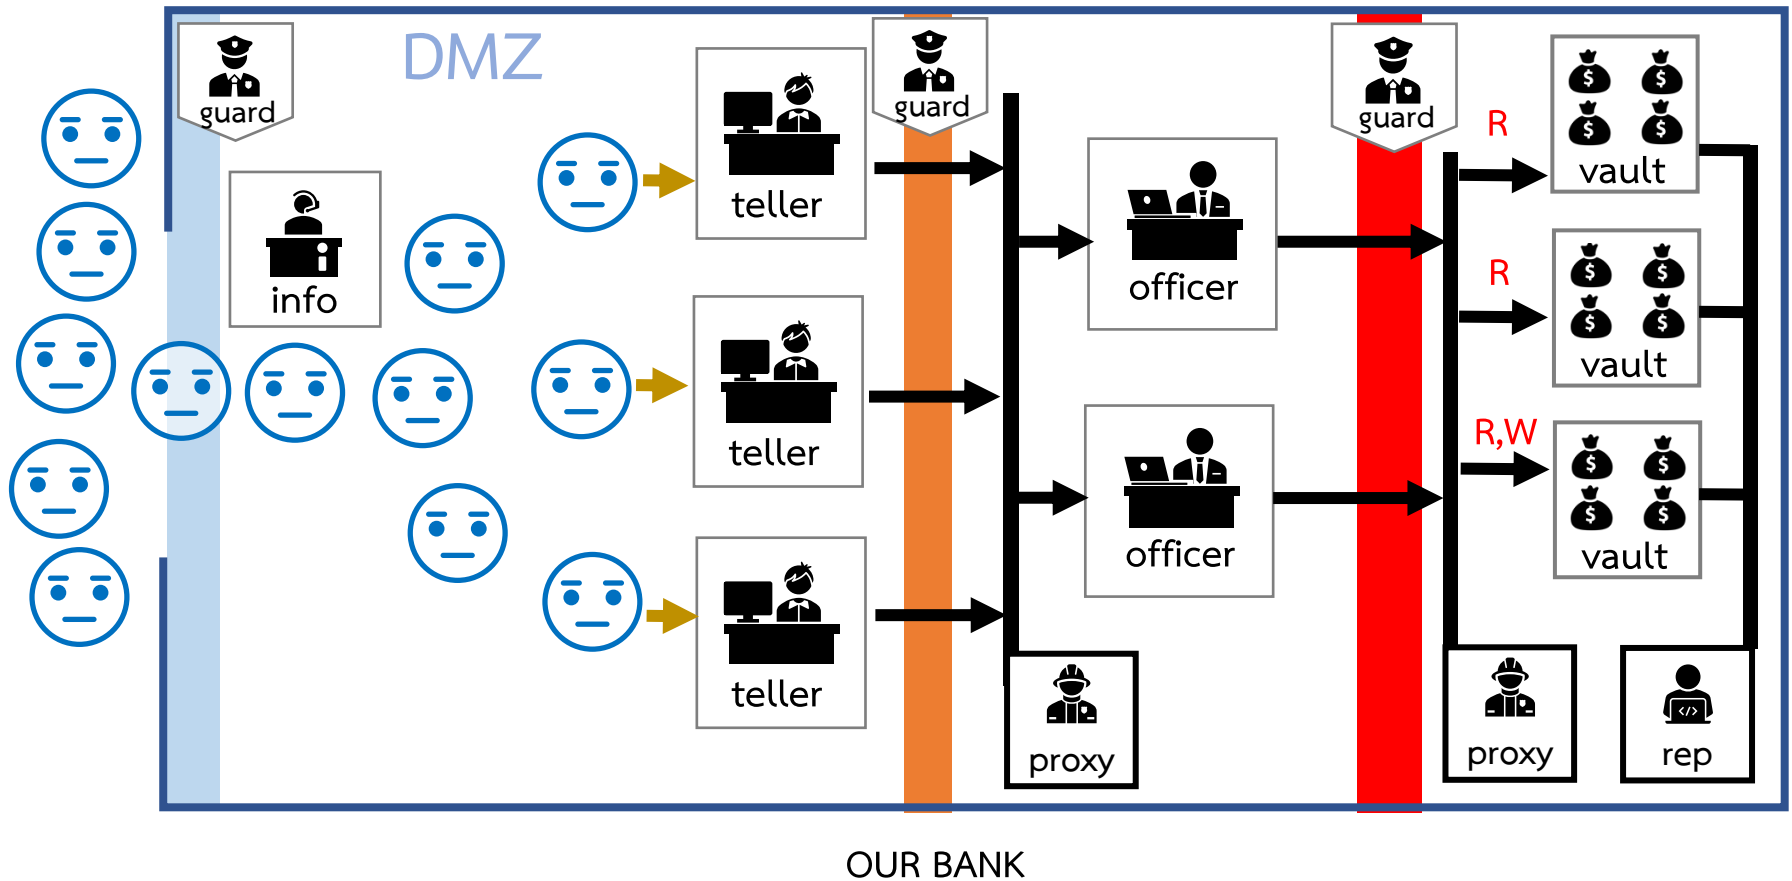 DMZ
guard
guard
guard
info
teller
teller
teller
officer
officer
R
R
R,W
vault
vault
vault
proxy
proxy
rep
OUR BANK